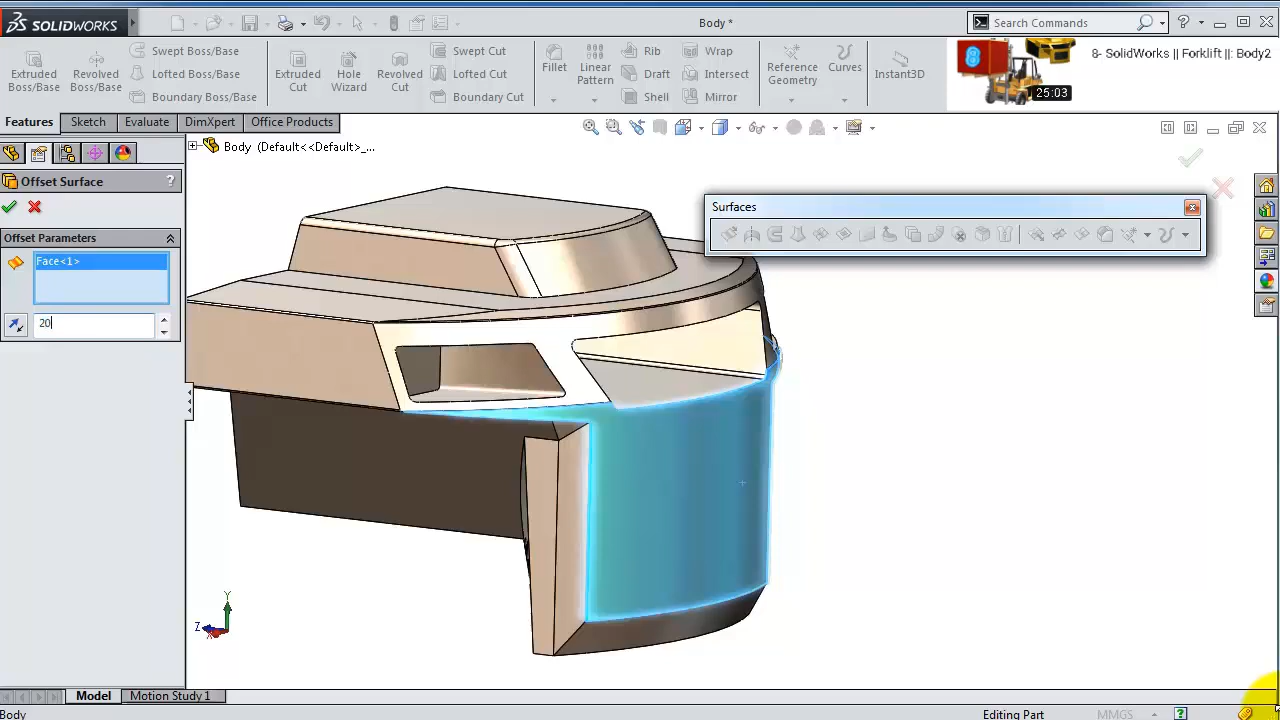 SOLIDWORKS
Body *
Search Commands
Extruded Boss/Base
Revolved Boss/Base
Swept Boss/Base
Lofted Boss/Base
Boundary Boss/Base
Extruded Cut
Hole Wizard
Revolved Cut
Swept Cut
Lofted Cut
Boundary Cut
Fillet
Linear Pattern
Rib
Draft
Shell
Wrap
Intersect
Mirror
Reference Geometry
Curves
Instant3D
8
8- SolidWorks || Forklift || Body2
25:03
Features
Sketch
Evaluate
DimXpert
Office Products
Body (Default<<Default>_...
Offset Surface
?
Offset Parameters
Face<1>
20
Surfaces
Y
Z
X
Model
Motion Study 1
Body
Editing Part
MMGS
?